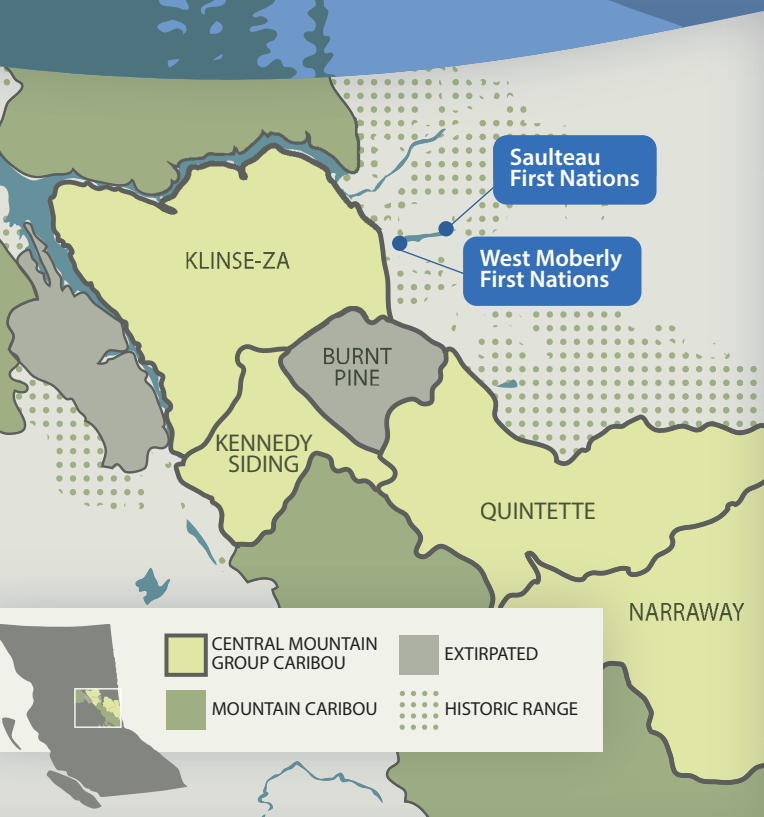 Saulteau
First Nations
West Moberly
First Nations
KLINSE-ZA
BURNT
PINE
KENNEDY
SIDING
QUINTETTE
NARRAWAY
CENTRAL MOUNTAIN
GROUP CARIBOU
EXTIRPATED
MOUNTAIN CARIBOU
HISTORIC RANGE